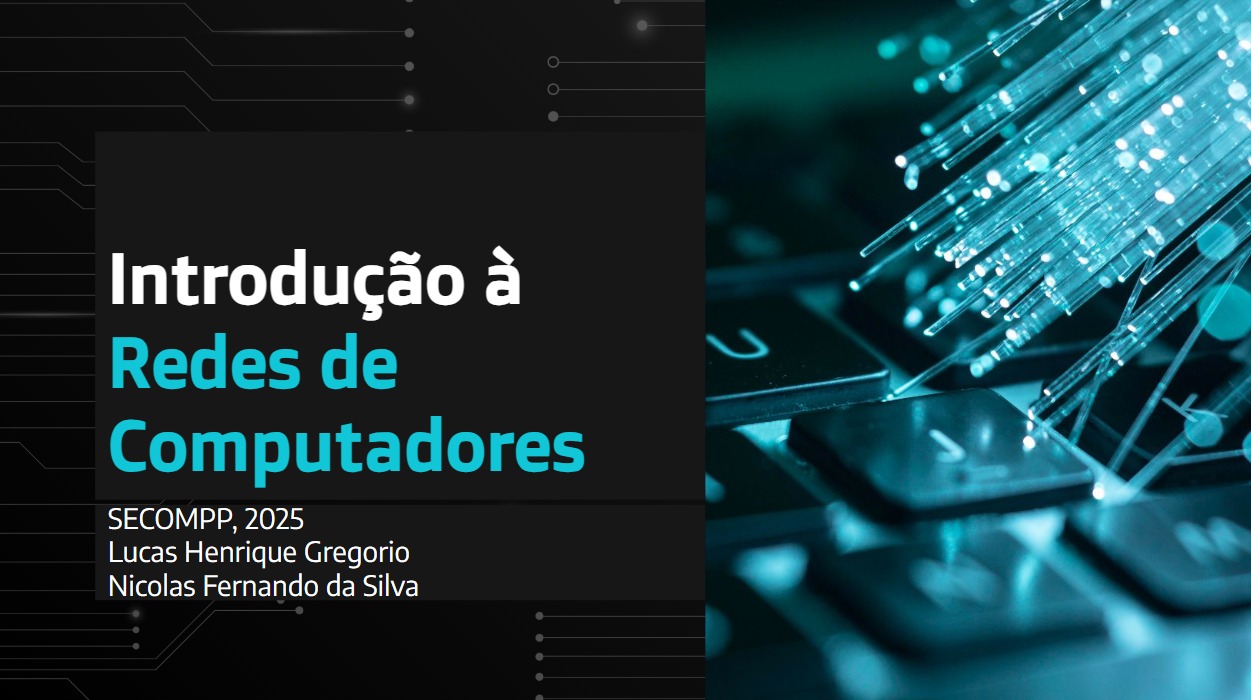 Introdução à
Redes de
Computadores
SECOMPP, 2025
Lucas Henrique Gregorio
Nicolas Fernando da Silva
U
J